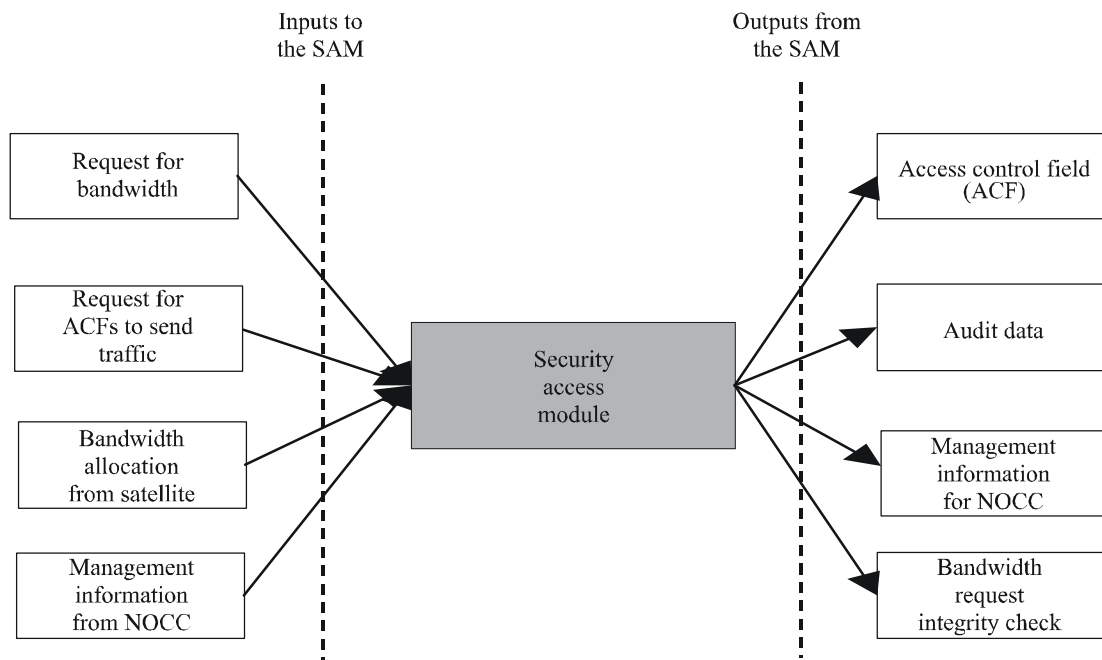 Inputs to
the SAM
Outputs from
the SAM
Request for
bandwidth
Request for
ACFs to send
traffic
Bandwidth
allocation
from satellite
Management
information
from NOCC
Security
access
module
Access control field
(ACF)
Audit data
Management
information
for NOCC
Bandwidth
request
integrity check